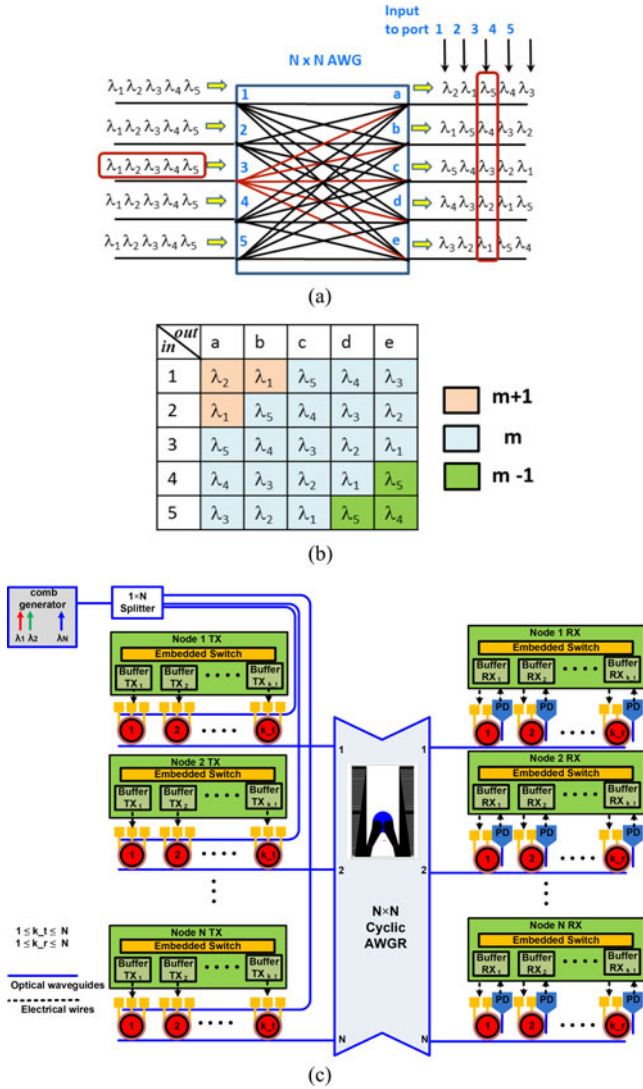 Input
to port 1 2 3 4 5
N x N AWG
λ1 λ2 λ3 λ4 λ5 1 a λ2 λ1 λ5 λ4 λ3
λ1 λ2 λ3 λ4 λ5 2 b λ1 λ5 λ4 λ3 λ2
λ1 λ2 λ3 λ4 λ5 3 c λ5 λ4 λ3 λ2 λ1
λ1 λ2 λ3 λ4 λ5 4 d λ4 λ3 λ2 λ1 λ5
λ1 λ2 λ3 λ4 λ5 5 e λ3 λ2 λ1 λ5 λ4
(a)
in out a b c d e
1 λ2 λ1 λ5 λ4 λ3
2 λ1 λ5 λ4 λ3 λ2
3 λ5 λ4 λ3 λ2 λ1
4 λ4 λ3 λ2 λ1 λ5
5 λ3 λ2 λ1 λ5 λ4
m+1
m
m -1
(b)
comb
generator
λ1 λ2 λN
1×N
Splitter
Node 1 TX
Embedded Switch
Buffer TX1 Buffer TX2 • • • • Buffer TXk_t
1 2 • • • • k_t
Node 2 TX
Embedded Switch
Buffer TX1 Buffer TX2 • • • • Buffer TXk_t
1 2 • • • • k_t
Node N TX
Embedded Switch
Buffer TX1 Buffer TX2 • • • • Buffer TXk_t
1 2 • • • • k_t
1 ≤ k_t ≤ N
1 ≤ k_r ≤ N
Optical waveguides
Electrical wires
1 1
2 2
N×N
Cyclic
AWGR
N N
Node 1 RX
Embedded Switch
Buffer RX1 Buffer RX2 • • • • Buffer RXk_t
PD PD PD
1 2 • • • • k_r
Node 2 RX
Embedded Switch
Buffer RX1 Buffer RX2 • • • • Buffer RXk_t
PD PD PD
1 2 • • • • k_r
Node N RX
Embedded Switch
Buffer RX1 Buffer RX2 • • • • Buffer RXk_t
PD PD PD
1 2 • • • • k_r
(c)